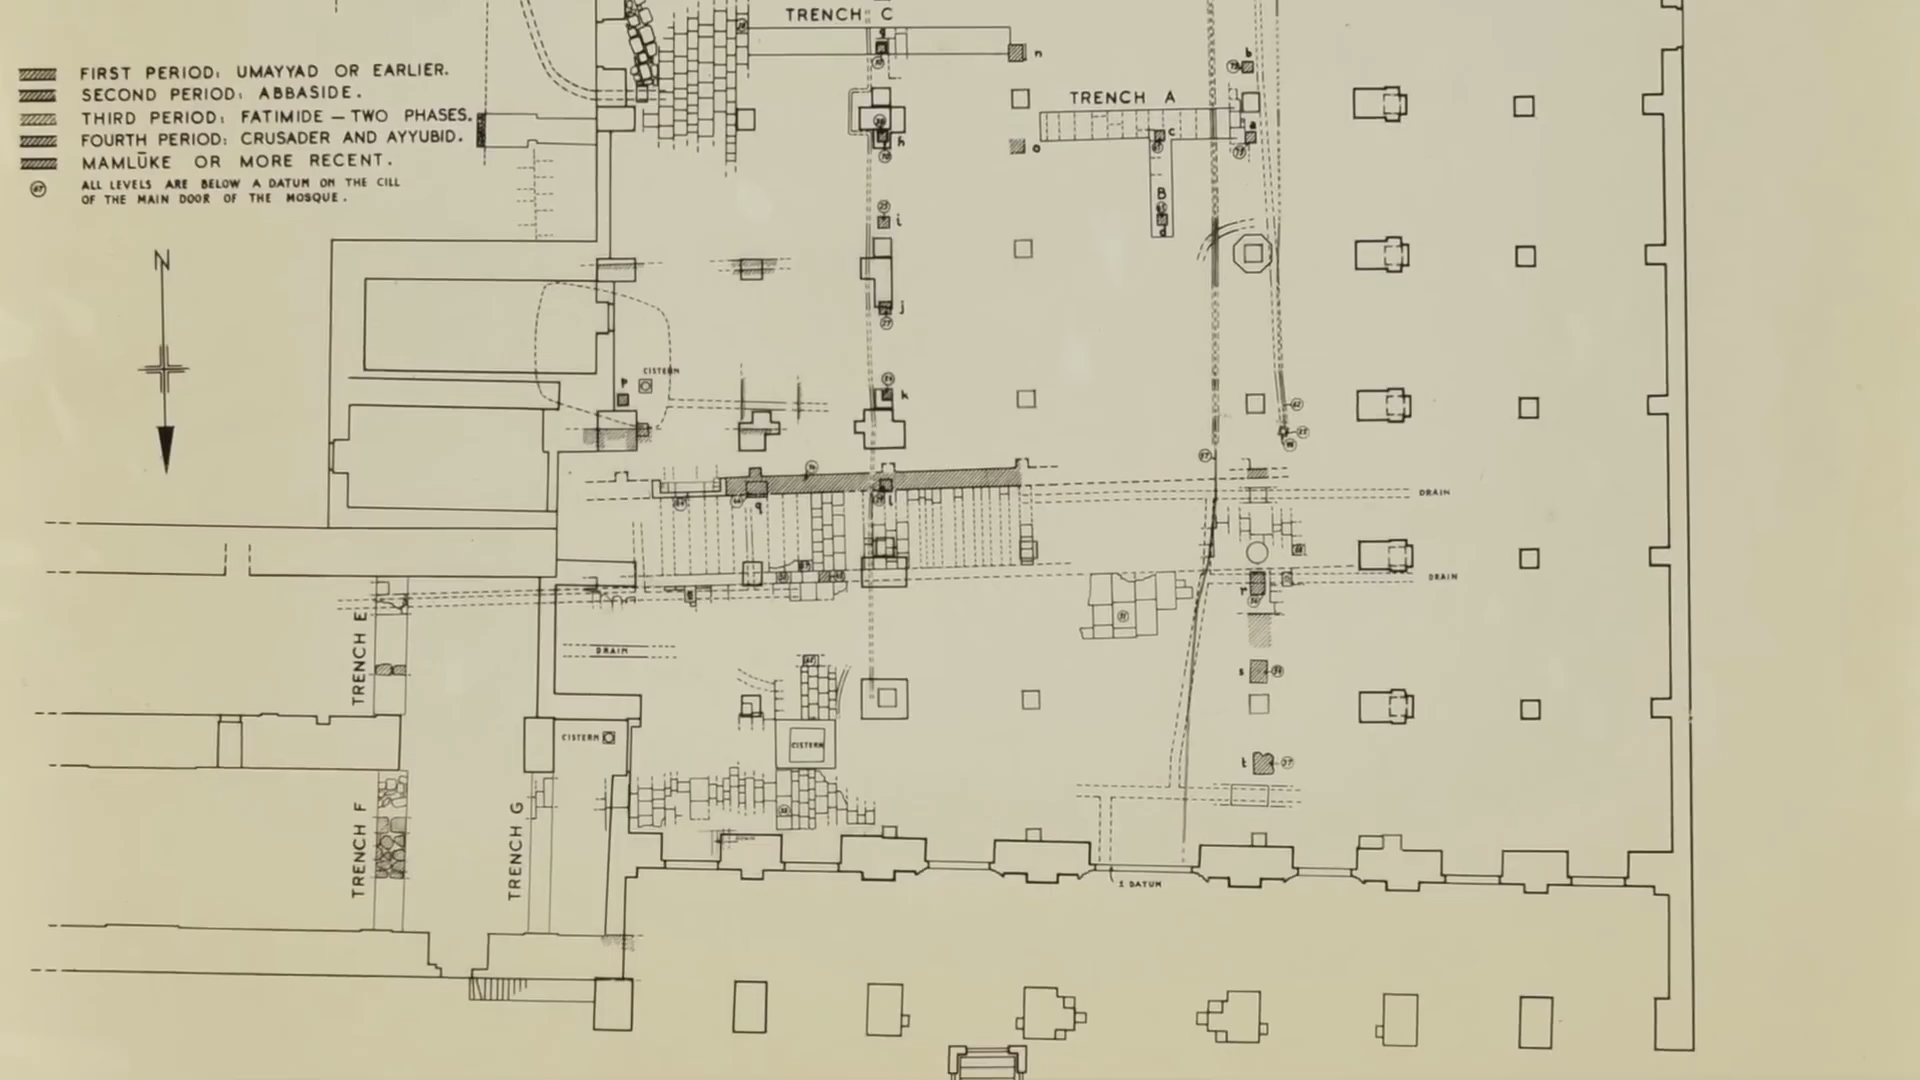 TRENCH C
FIRST PERIOD: UMAYYAD OR EARLIER.
SECOND PERIOD: ABBASIDE.
THIRD PERIOD: FATIMIDE — TWO PHASES.
FOURTH PERIOD: CRUSADER AND AYYUBID.
MAMLŪKE OR MORE RECENT.
ALL LEVELS ARE BELOW A DATUM ON THE CILL
OF THE MAIN DOOR OF THE MOSQUE.
N
n
b
TRENCH A
a
c
h
o
B
d
i
j
CISTERN
P
k
q
l
DRAIN
DRAIN
r
TRENCH E
DRAIN
s
CISTERN
CISTERN
t
TRENCH F
TRENCH G
± DATUM